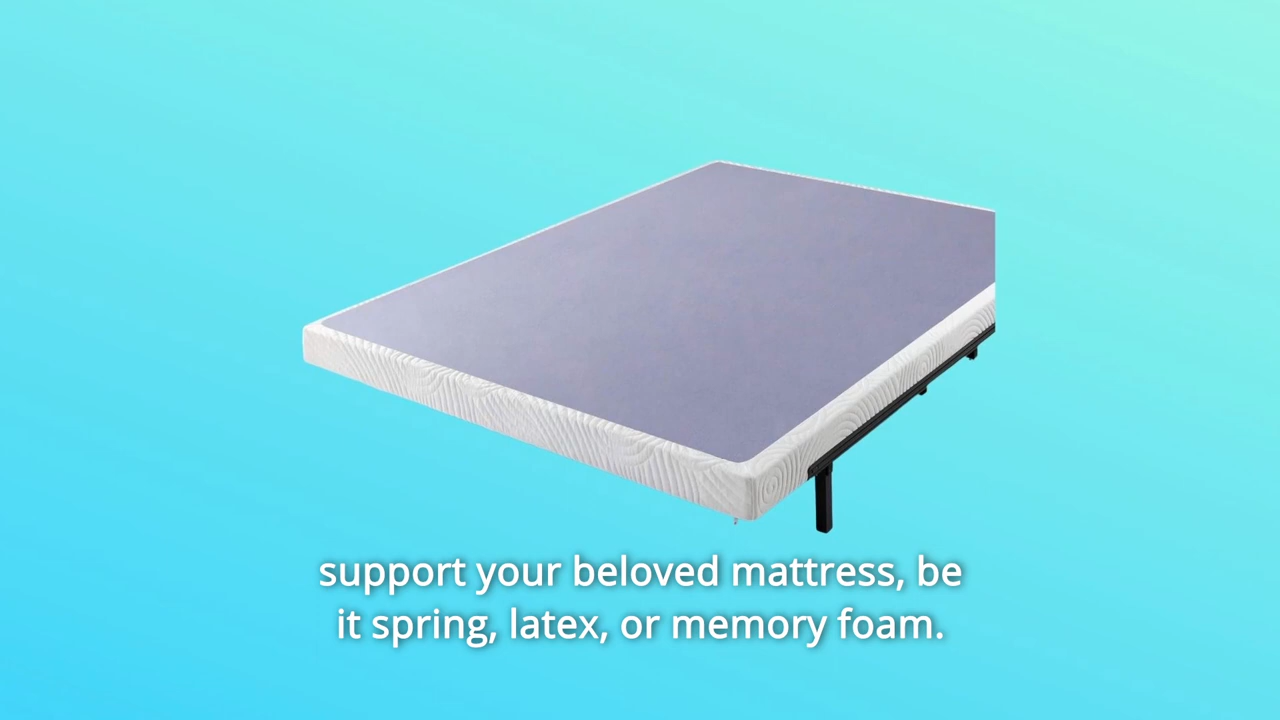 support your beloved mattress, be
it spring, latex, or memory foam.